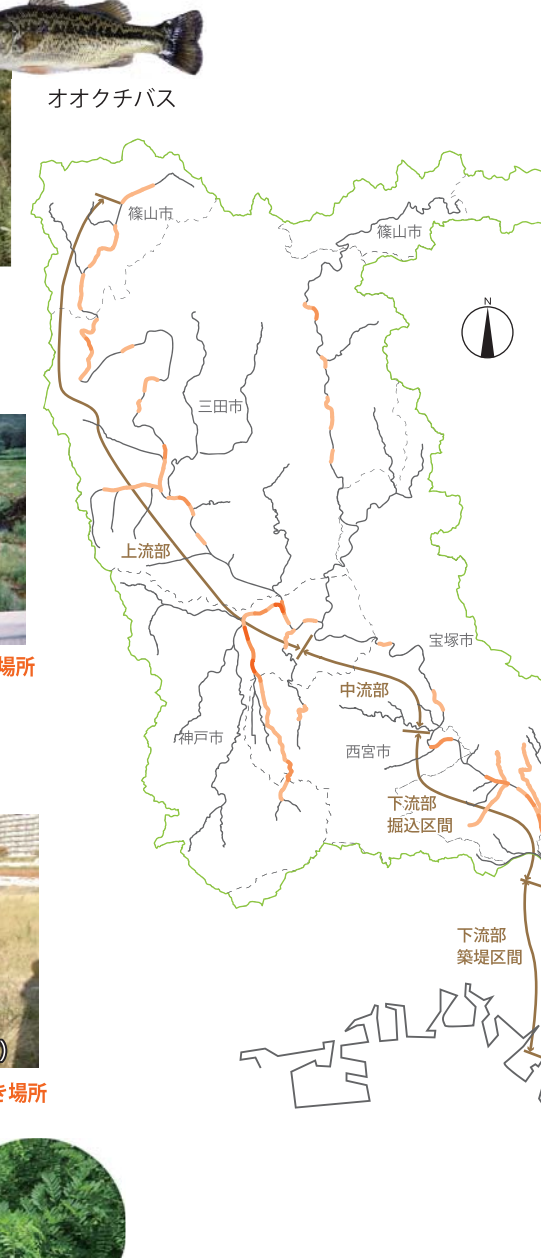 オオクチバス
篠山市
篠山市
N
三田市
上流部
場所
宝塚市
中流部
神戸市
西宮市
下流部
掘込区間
下流部
築堤区間
)
き場所